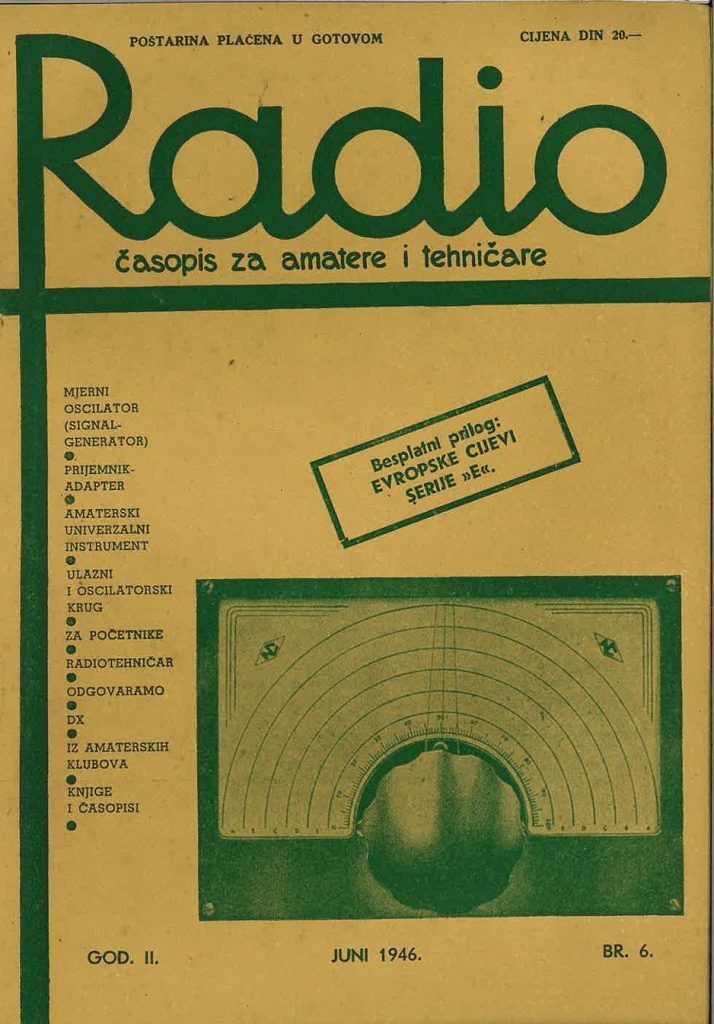 POŠTARINA PLAĆENA U GOTOVOM
CIJENA DIN 20.—
Radio
časopis za amatere i tehničare
MJERNI
OSCILATOR
(SIGNAL-
GENERATOR)
PRIJEMNIK-
ADAPTER
AMATERSKI
UNIVERZALNI
INSTRUMENT
ULAZNI
I OSCILATORSKI
KRUG
ZA POČETNIKE
RADIOTEHNIČAR
ODGOVARAMO
DX
IZ AMATERSKIH
KLUBOVA
KNJIGE
I ČASOPISI
Besplatni prilog:
EVROPSKE CIJEVI
SERIJE »E«.
GOD. II.
JUNI 1946.
BR. 6.